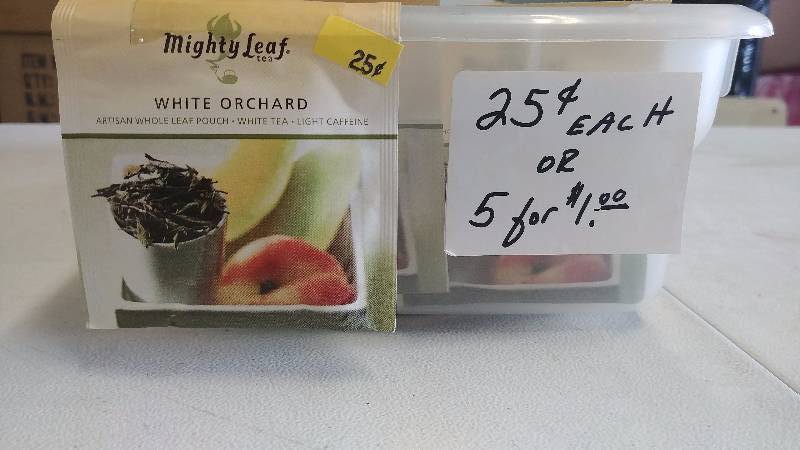 Mighty Leaf
tea
25¢
WHITE ORCHARD
ARTISAN WHOLE LEAF POUCH • WHITE TEA • LIGHT CAFFEINE
25¢ EACH
OR
5 for $1.00